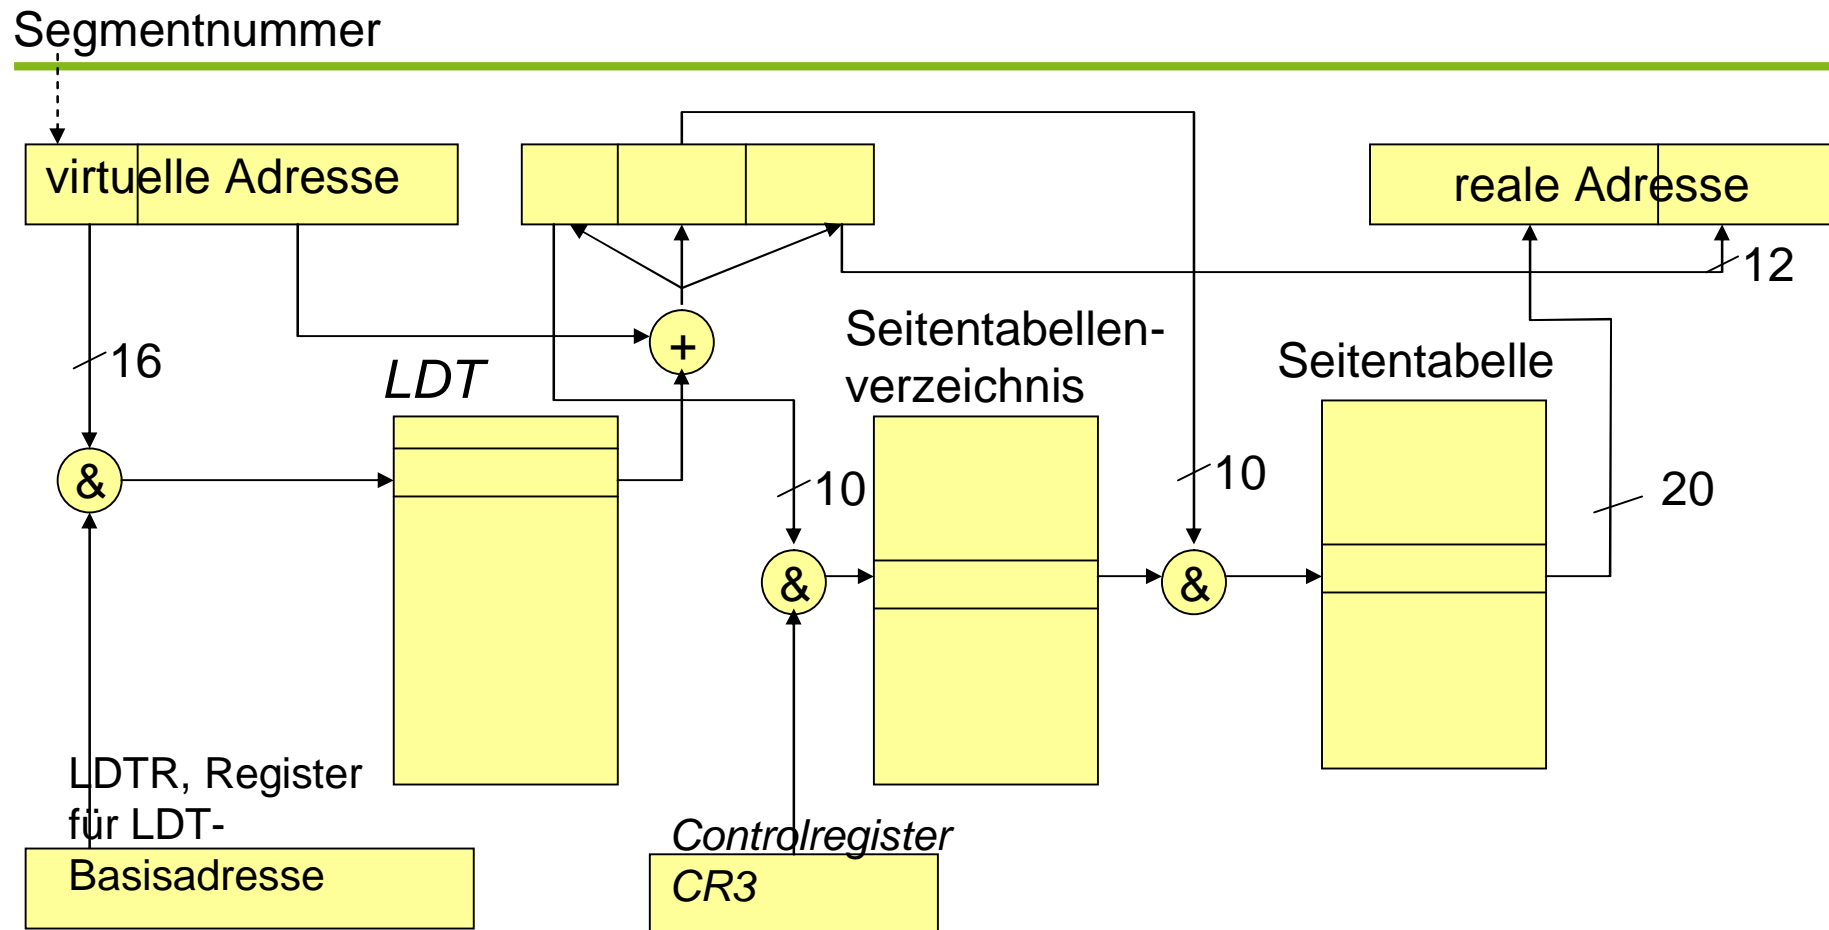 Segmentnummer
virtuelle Adresse
reale Adresse
12
+
16
LDT
Seitentabellen-
verzeichnis
Seitentabelle
&
10
10
20
&
&
LDTR, Register
für LDT-
Basisadresse
Controlregister
CR3